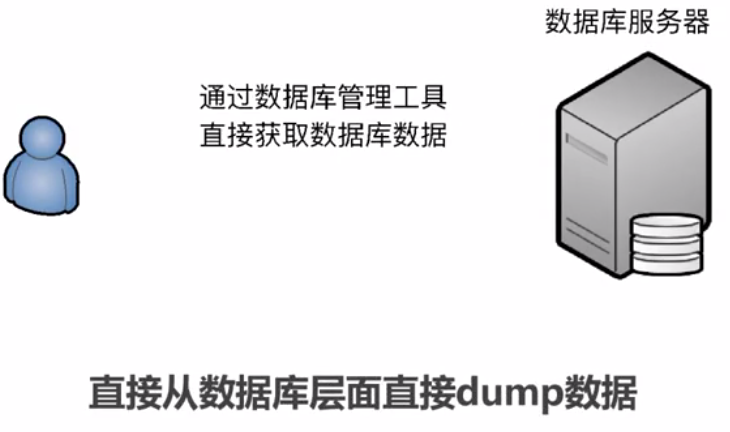 数据库服务器
通过数据库管理工具
直接获取数据库数据
直接从数据库层面直接dump数据